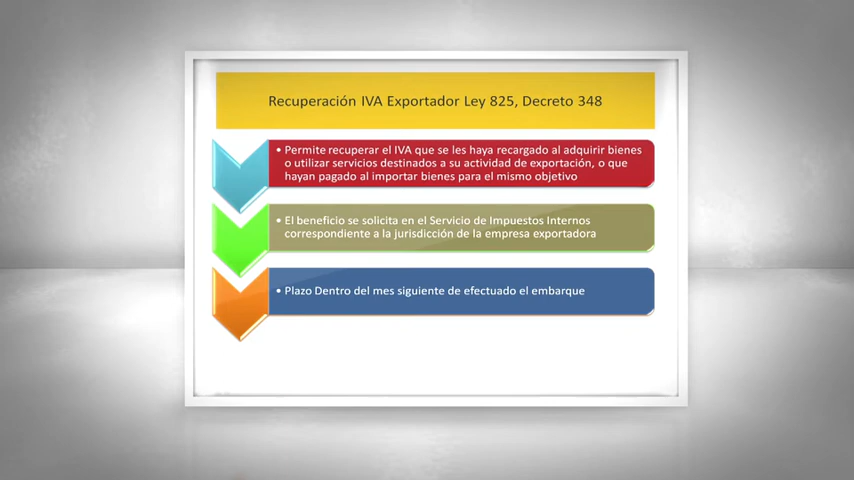 Recuperación IVA Exportador Ley 825, Decreto 348
• Permite recuperar el IVA que se les haya recargado al adquirir bienes
o utilizar servicios destinados a su actividad de exportación, o que
hayan pagado al importar bienes para el mismo objetivo
• El beneficio se solicita en el Servicio de Impuestos Internos
correspondiente a la jurisdicción de la empresa exportadora
• Plazo Dentro del mes siguiente de efectuado el embarque